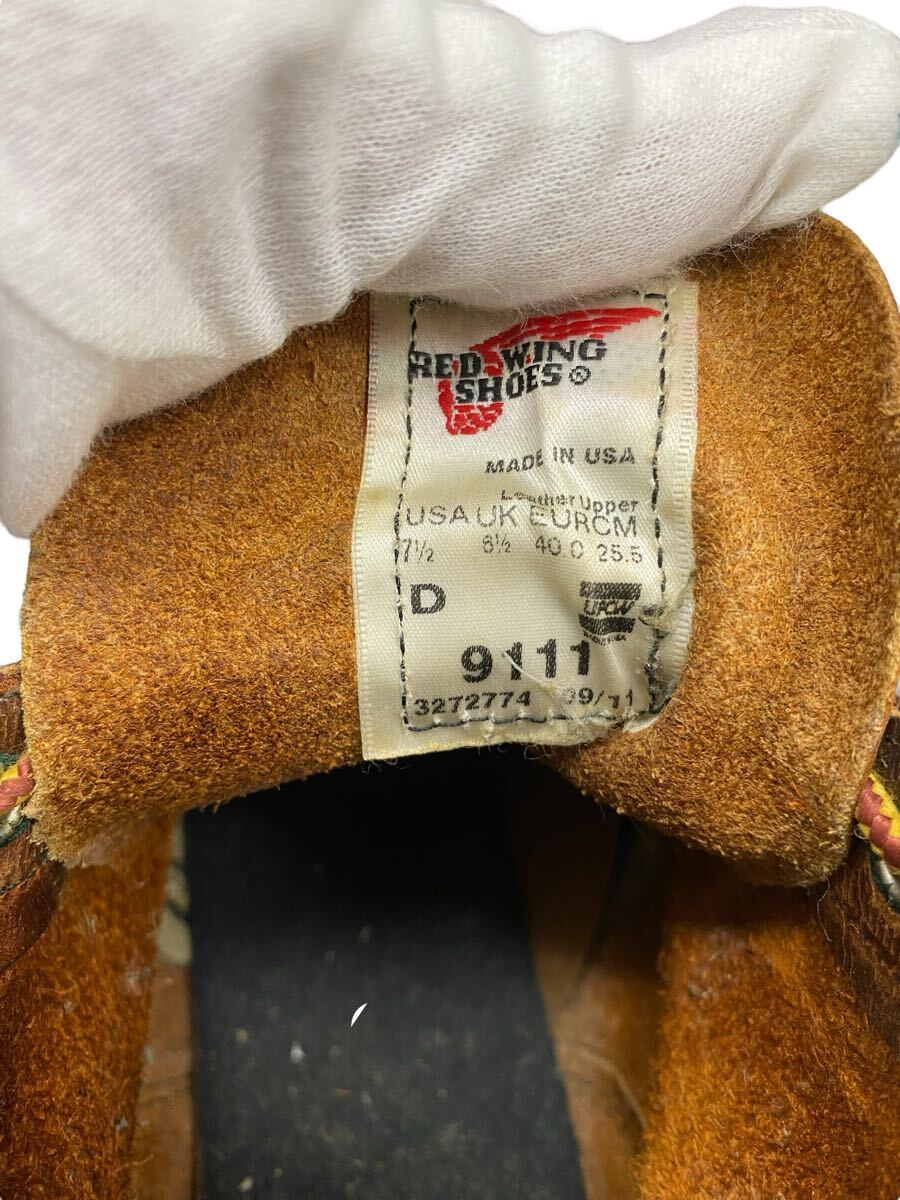 RED WING
SHOES®
MADE IN USA
Leather Upper
USA UK EUR CM
7½ 6½ 40.0 25.5
D
UFCW
9111
3272774 09/11